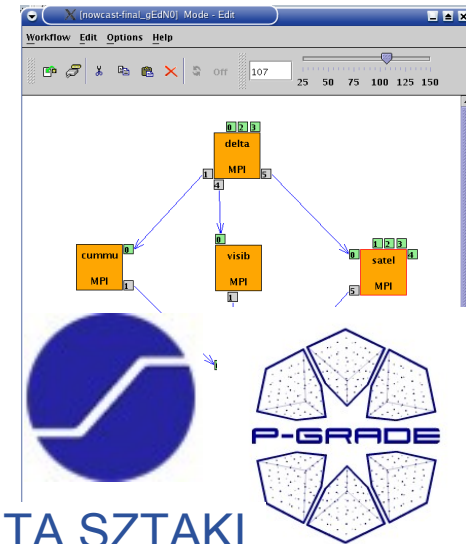 [nowcast-final_gEdN0] Mode - Edit
Workflow Edit Options Help
Off 107
25 50 75 100 125 150
0 2 3
delta
MPI
1 4 5
0
cummu
MPI
1
0
visib
MPI
1
1 2 3
0 4
satel
MPI
5
P-GRADE
TA SZTAKI